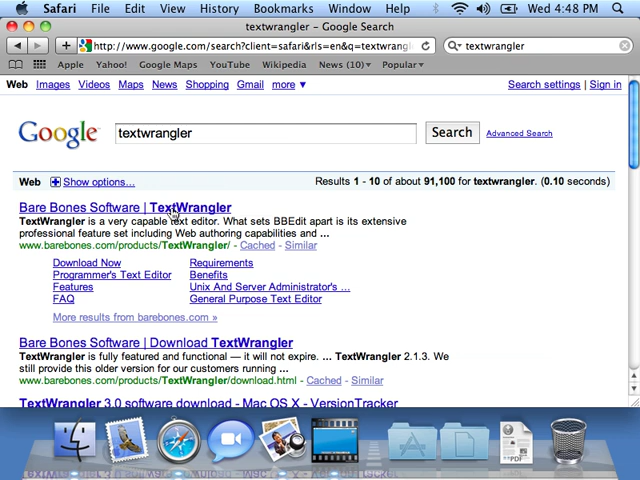 Safari File Edit View History Bookmarks Window Help Wed 4:48 PM
textwrangler - Google Search
http://www.google.com/search?client=safari&rls=en&q=textwrangl
textwrangler
Apple Yahoo! Google Maps YouTube Wikipedia News (10) Popular
Web Images Videos Maps News Shopping Gmail more ▼ Search settings | Sign in
Google textwrangler Search Advanced Search
Web Show options... Results 1 - 10 of about 91,100 for textwrangler. (0.10 seconds)
Bare Bones Software | TextWrangler
TextWrangler is a very capable text editor. What sets BBEdit apart is its extensive
professional feature set including Web authoring capabilities and ...
www.barebones.com/products/TextWrangler/ - Cached - Similar
Download Now Requirements
Programmer's Text Editor Benefits
Features Unix And Server Administrator's ...
FAQ General Purpose Text Editor
More results from barebones.com »
Bare Bones Software | Download TextWrangler
TextWrangler is fully featured and functional — it will not expire. ... TextWrangler 2.1.3. We
still provide this older version for our customers running ...
www.barebones.com/products/TextWrangler/download.html - Cached - Similar
TextWrangler 3.0 software download - Mac OS X - VersionTracker
PDF